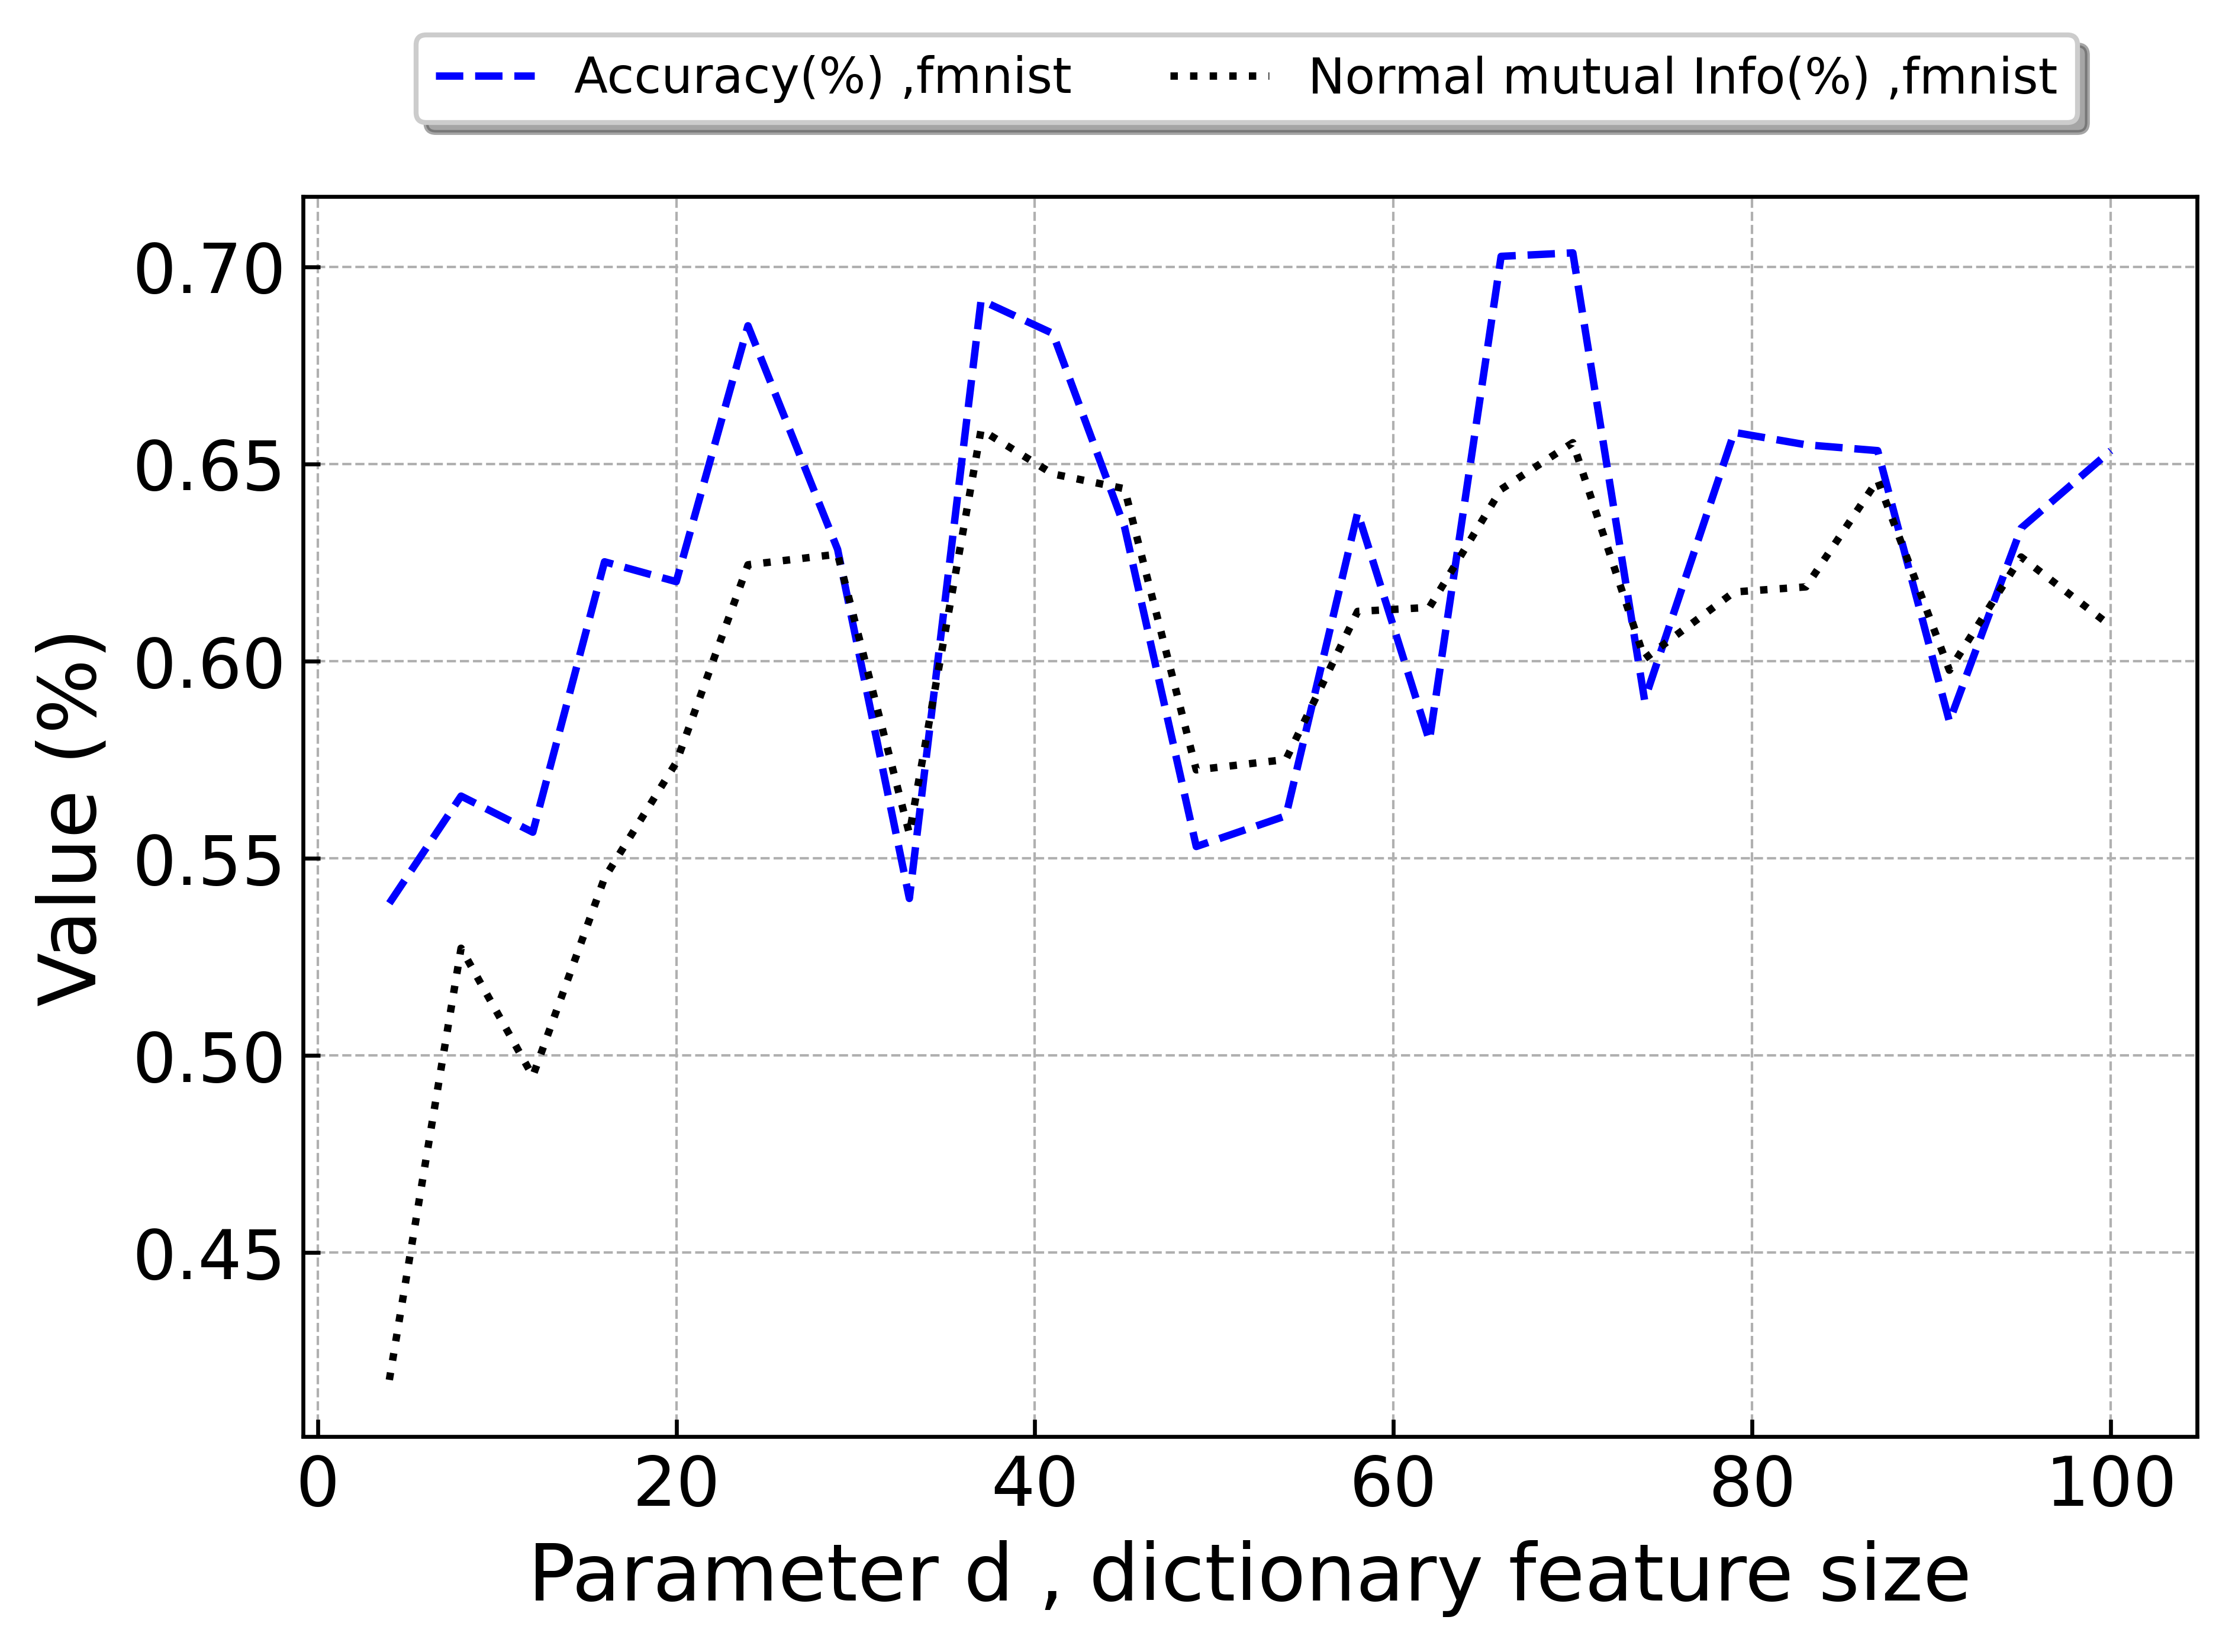 Accuracy(%) ,fmnist Normal mutual Info(%) ,fmnist
Value (%)
0.70
0.65
0.60
0.55
0.50
0.45
0 20 40 60 80 100
Parameter d , dictionary feature size